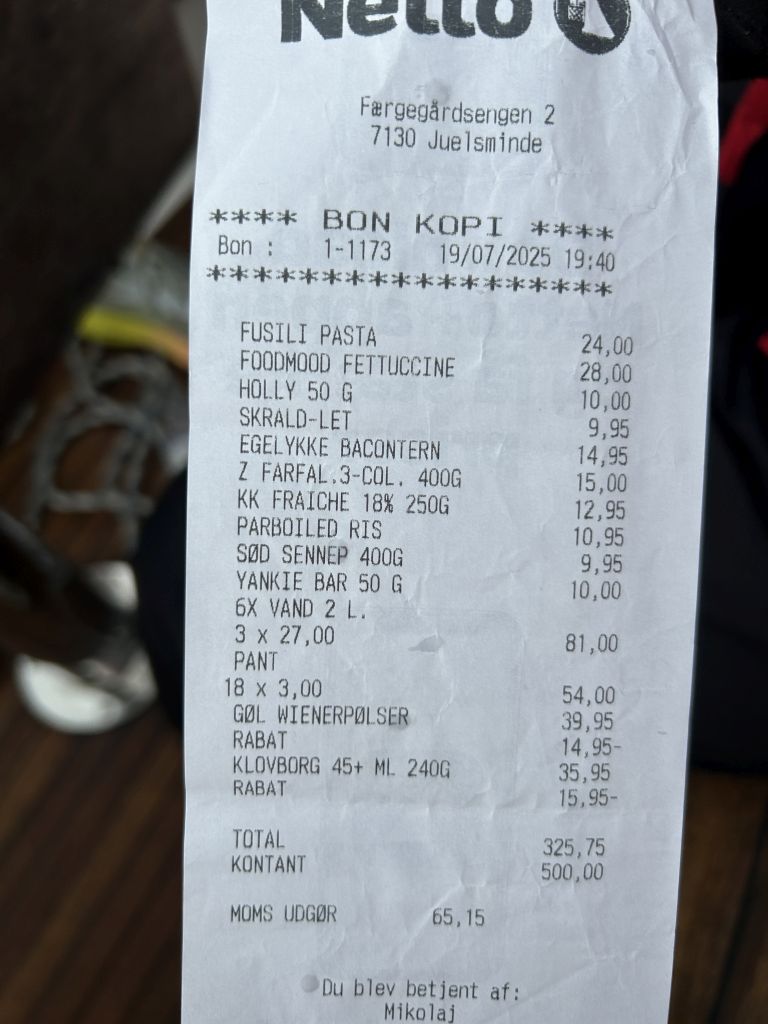 Netto
Færgegårdsengen 2
7130 Juelsminde
**** BON KOPI ****
Bon : 1-1173 19/07/2025 19:40
******************
FUSILI PASTA 24,00
FOODMOOD FETTUCCINE 28,00
HOLLY 50 G 10,00
SKRALD-LET 9,95
EGELYKKE BACONTERN 14,95
Z FARFAL.3-COL. 400G 15,00
KK FRAICHE 18% 250G 12,95
PARBOILED RIS 10,95
SØD SENNEP 400G 9,95
YANKIE BAR 50 G 10,00
6X VAND 2 L.
3 x 27,00 81,00
PANT
18 x 3,00 54,00
GØL WIENERPØLSER 39,95
RABAT 14,95-
KLOVBORG 45+ ML 240G 35,95
RABAT 15,95-
TOTAL 325,75
KONTANT 500,00
MOMS UDGØR 65,15
Du blev betjent af:
Mikolaj